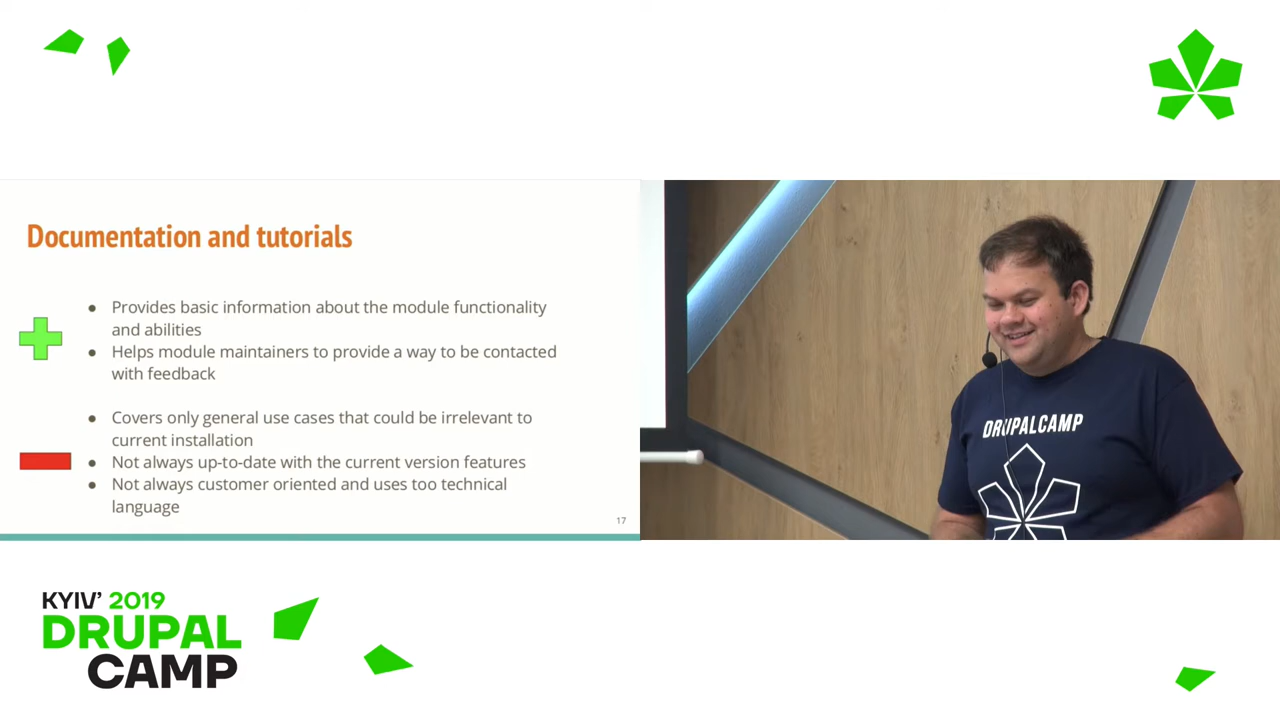 Documentation and tutorials
● Provides basic information about the module functionality
and abilities
● Helps module maintainers to provide a way to be contacted
with feedback
● Covers only general use cases that could be irrelevant to
current installation
● Not always up-to-date with the current version features
● Not always customer oriented and uses too technical
language
17
DRUPALCAMP
KYIV’ 2019
DRUPAL
CAMP